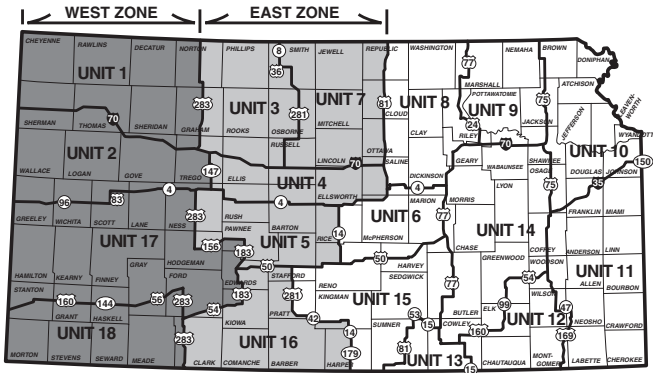 WEST ZONE EAST ZONE
CHEYENNE RAWLINS DECATUR NORTON PHILLIPS 8 SMITH JEWELL REPUBLIC WASHINGTON 77 NEMAHA BROWN DONIPHAN
36
MARSHALL ATCHISON
UNIT 1 283 UNIT 3 281 UNIT 7 81 UNIT 8 POTTAWATOMIE UNIT 9 75 LEAVENWORTH
CLOUD
SHERMAN THOMAS 70 SHERIDAN GRAHAM ROOKS OSBORNE MITCHELL CLAY 24 RILEY JACKSON JEFFERSON WYANDOTT
RUSSELL
UNIT 2 LINCOLN 70 OTTAWA SALINE 70 UNIT 10 150
WALLACE LOGAN GOVE TREGO 147 ELLIS UNIT 4 DICKINSON GEARY WABAUNSEE SHAWNEE OSAGE DOUGLAS JOHNSON
96 83 4 4 ELLSWORTH 4 MARION MORRIS LYON 75 35
GREELEY WICHITA SCOTT LANE NESS 283 RUSH BARTON RICE UNIT 6 77 FRANKLIN MIAMI
PAWNEE 14 McPHERSON UNIT 14
UNIT 17 HODGEMAN 156 183 UNIT 5 CHASE COFFEY ANDERSON LINN
HAMILTON KEARNY FINNEY GRAY FORD EDWARDS 50 STAFFORD 50 HARVEY GREENWOOD WOODSON UNIT 11
SEDGWICK
STANTON 160 144 56 283 183 281 RENO KINGMAN UNIT 15 77 54 ALLEN BOURBON
GRANT HASKELL 54 PRATT 42 53 15 BUTLER ELK 99 WILSON 47
KIOWA 14 SUMNER COWLEY 160 UNIT 12 NEOSHO CRAWFORD
UNIT 18 283 UNIT 16 179 81 UNIT 13 169
MORTON STEVENS SEWARD MEADE CLARK COMANCHE BARBER HARPER 15 CHAUTAUQUA MONTGOMERY LABETTE CHEROKEE